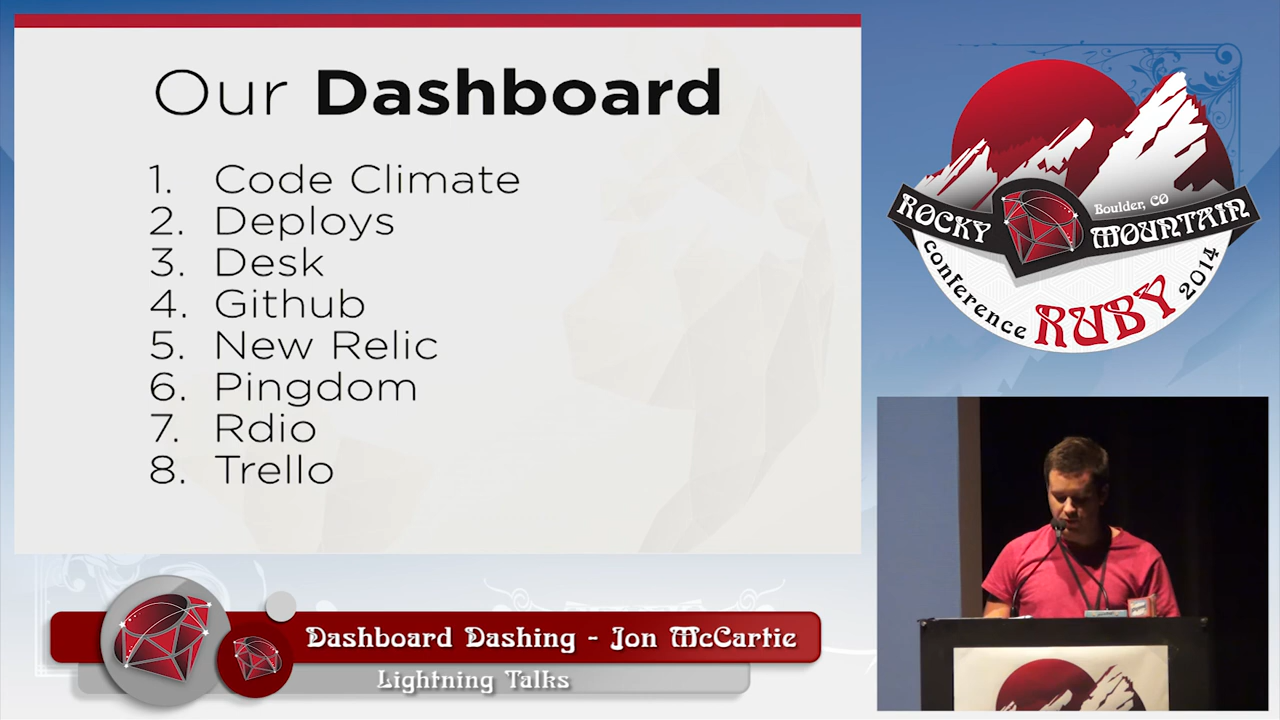 Our Dashboard
1. Code Climate
2. Deploys
3. Desk
4. Github
5. New Relic
6. Pingdom
7. Rdio
8. Trello
Boulder, CO
ROCKY MOUNTAIN
Conference RUBY 2014
Dashboard Dashing - Jon McCartie
Lightning Talks